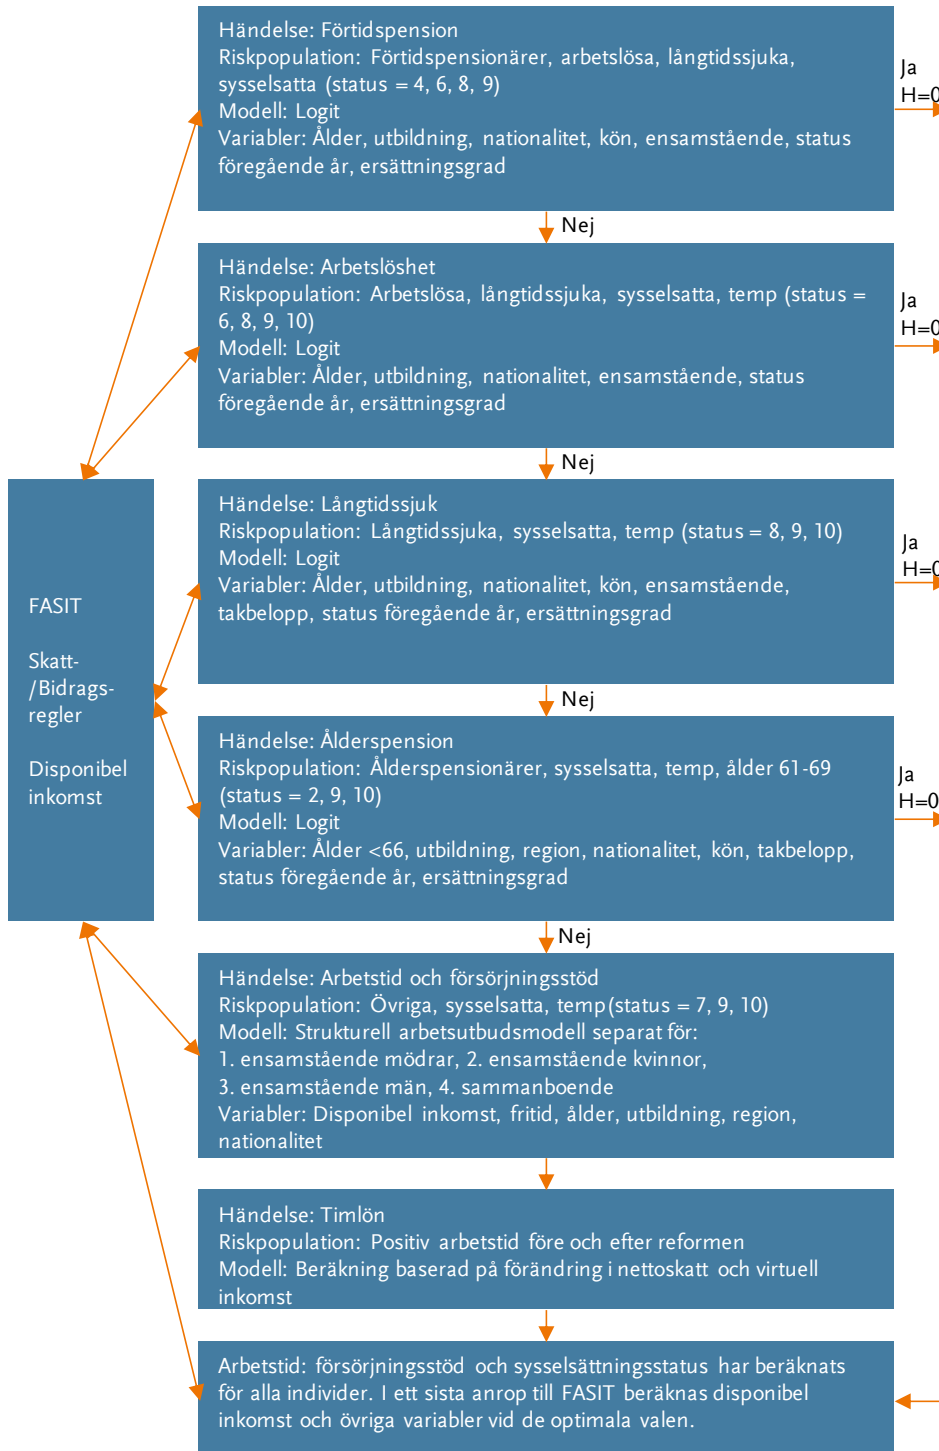 Händelse: Förtidspension
Riskpopulation: Förtidspensionärer, arbetslösa, långtidssjuka,
sysselsatta (status = 4, 6, 8, 9)
Modell: Logit
Variabler: Ålder, utbildning, nationalitet, kön, ensamstående, status
föregående år, ersättningsgrad
Ja
H=0
Nej
Händelse: Arbetslöshet
Riskpopulation: Arbetslösa, långtidssjuka, sysselsatta, temp (status =
6, 8, 9, 10)
Modell: Logit
Variabler: Ålder, utbildning, nationalitet, ensamstående, status
föregående år, ersättningsgrad
Ja
H=0
Nej
FASIT
Skatt-
/Bidrags-
regler
Disponibel
inkomst
Händelse: Långtidssjuk
Riskpopulation: Långtidssjuka, sysselsatta, temp (status = 8, 9, 10)
Modell: Logit
Variabler: Ålder, utbildning, nationalitet, kön, ensamstående,
takbelopp, status föregående år, ersättningsgrad
Ja
H=0
Nej
Händelse: Ålderspension
Riskpopulation: Ålderspensionärer, sysselsatta, temp, ålder 61-69
(status = 2, 9, 10)
Modell: Logit
Variabler: Ålder <66, utbildning, region, nationalitet, kön, takbelopp,
status föregående år, ersättningsgrad
Ja
H=0
Nej
Händelse: Arbetstid och försörjningsstöd
Riskpopulation: Övriga, sysselsatta, temp(status = 7, 9, 10)
Modell: Strukturell arbetsutbudsmodell separat för:
1. ensamstående mödrar, 2. ensamstående kvinnor,
3. ensamstående män, 4. sammanboende
Variabler: Disponibel inkomst, fritid, ålder, utbildning, region,
nationalitet
Händelse: Timlön
Riskpopulation: Positiv arbetstid före och efter reformen
Modell: Beräkning baserad på förändring i nettoskatt och virtuell
inkomst
Arbetstid: försörjningsstöd och sysselsättningsstatus har beräknats
för alla individer. I ett sista anrop till FASIT beräknas disponibel
inkomst och övriga variabler vid de optimala valen.